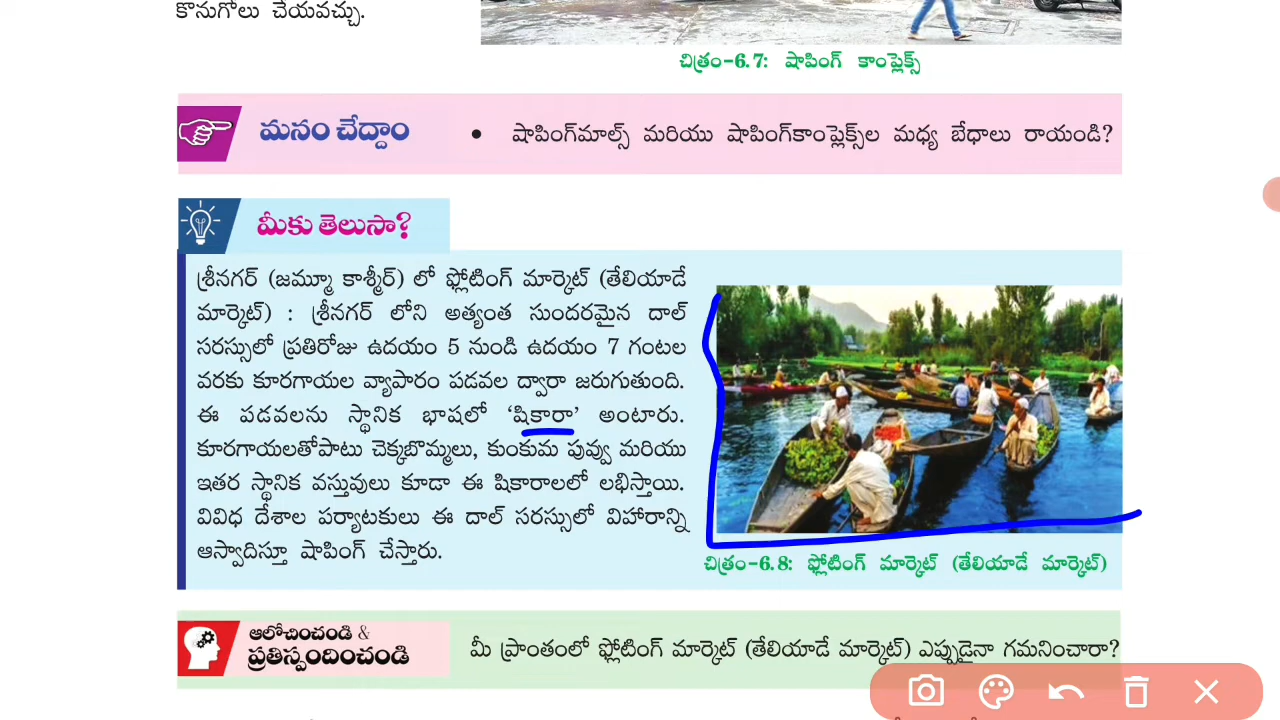 కొనుగోలు చేయవచ్చు.
చిత్రం-6.7: షాపింగ్ కాంప్లెక్స్
మనం చేద్దాం
• షాపింగ్‌మాల్స్ మరియు షాపింగ్‌కాంప్లెక్స్‌ల మధ్య బేధాలు రాయండి?
మీకు తెలుసా?
శ్రీనగర్ (జమ్మూ కాశ్మీర్) లో ఫ్లోటింగ్ మార్కెట్ (తేలియాడే
మార్కెట్) : శ్రీనగర్ లోని అత్యంత సుందరమైన దాల్
సరస్సులో ప్రతిరోజు ఉదయం 5 నుండి ఉదయం 7 గంటల
వరకు కూరగాయల వ్యాపారం పడవల ద్వారా జరుగుతుంది.
ఈ పడవలను స్థానిక భాషలో 'షికారా' అంటారు.
కూరగాయలతోపాటు చెక్కబొమ్మలు, కుంకుమ పువ్వు మరియు
ఇతర స్థానిక వస్తువులు కూడా ఈ షికారాలలో లభిస్తాయి.
వివిధ దేశాల పర్యాటకులు ఈ దాల్ సరస్సులో విహారాన్ని
ఆస్వాదిస్తూ షాపింగ్ చేస్తారు.
చిత్రం-6.8: ఫ్లోటింగ్ మార్కెట్ (తేలియాడే మార్కెట్)
ఆలోచించండి &
ప్రతిస్పందించండి
మీ ప్రాంతంలో ఫ్లోటింగ్ మార్కెట్ (తేలియాడే మార్కెట్) ఎప్పుడైనా గమనించారా?